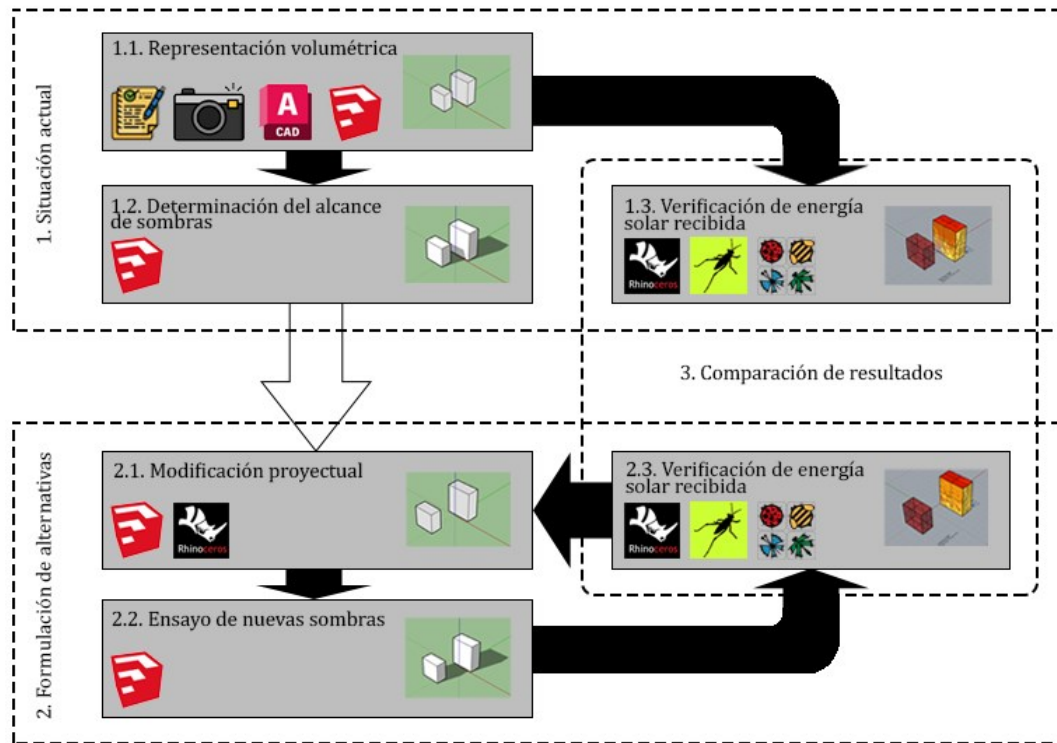 1. Situación actual
1.1. Representación volumétrica
A
CAD
1.2. Determinación del alcance
de sombras
1.3. Verificación de energía
solar recibida
Rhinoceros
3. Comparación de resultados
2. Formulación de alternativas
2.1. Modificación proyectual
Rhinoceros
2.3. Verificación de energía
solar recibida
Rhinoceros
2.2. Ensayo de nuevas sombras